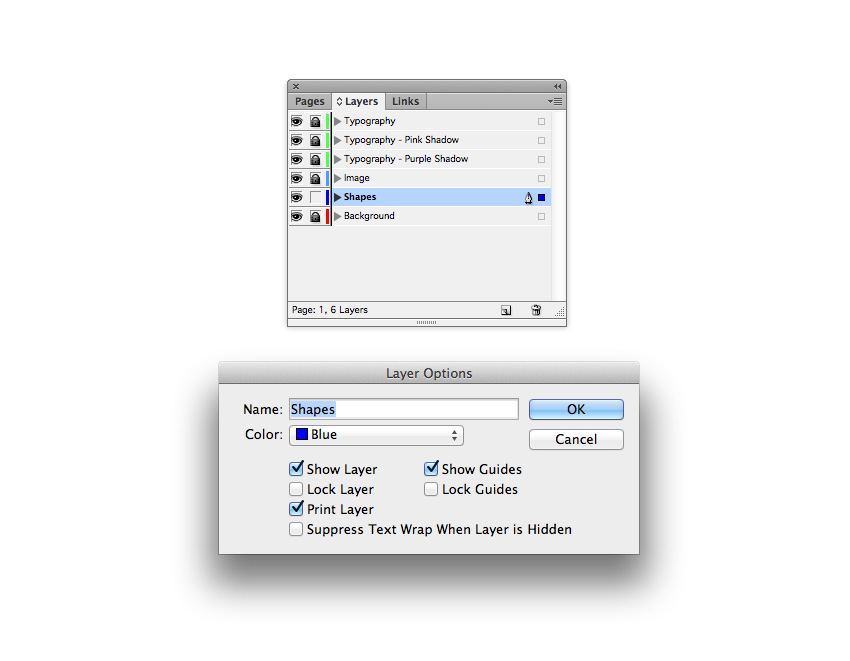 Pages Layers Links
Typography
Typography - Pink Shadow
Typography - Purple Shadow
Image
Shapes
Background
Page: 1, 6 Layers
Layer Options
Name: Shapes OK
Color: Blue Cancel
Show Layer Show Guides
Lock Layer Lock Guides
Print Layer
Suppress Text Wrap When Layer is Hidden